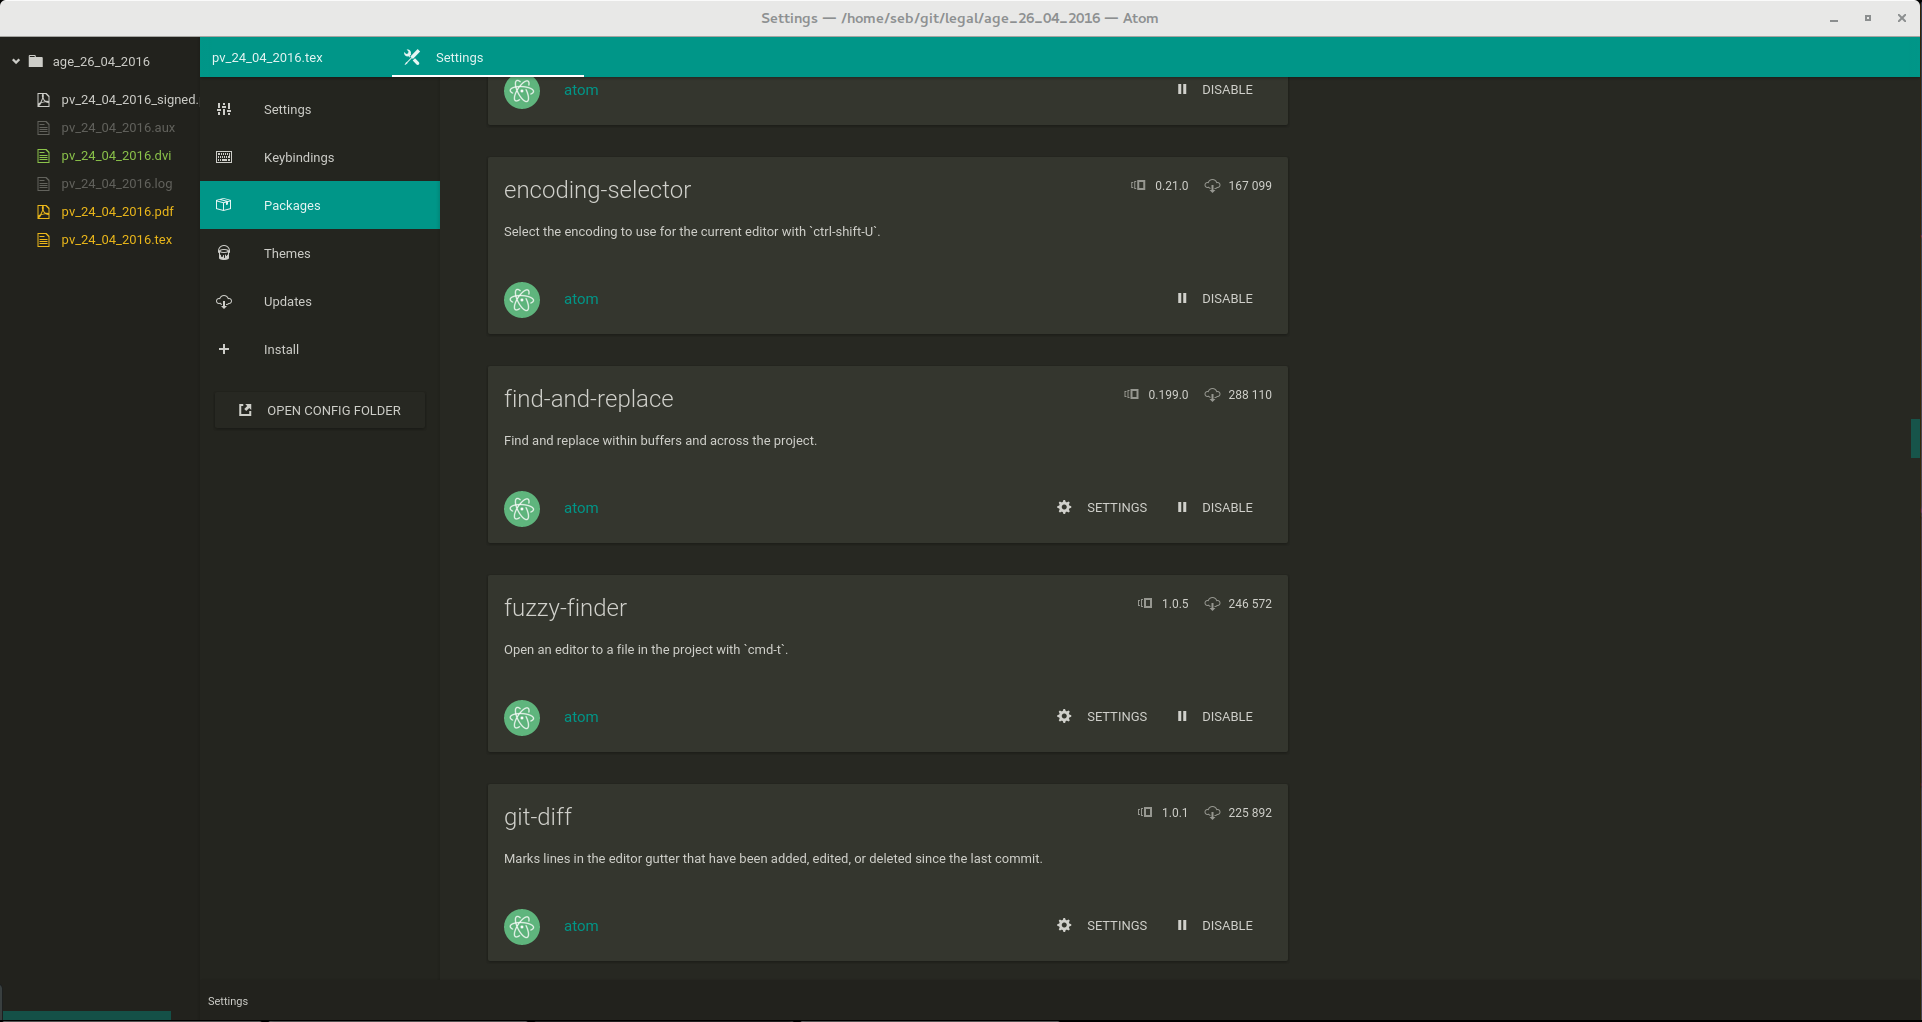 Settings — /home/seb/git/legal/age_26_04_2016 — Atom
age_26_04_2016
pv_24_04_2016_signed.
pv_24_04_2016.aux
pv_24_04_2016.dvi
pv_24_04_2016.log
pv_24_04_2016.pdf
pv_24_04_2016.tex
pv_24_04_2016.tex Settings
Settings
Keybindings
Packages
Themes
Updates
Install
OPEN CONFIG FOLDER
atom DISABLE
encoding-selector 0.21.0 167 099
Select the encoding to use for the current editor with `ctrl-shift-U`.
atom DISABLE
find-and-replace 0.199.0 288 110
Find and replace within buffers and across the project.
atom SETTINGS DISABLE
fuzzy-finder 1.0.5 246 572
Open an editor to a file in the project with `cmd-t`.
atom SETTINGS DISABLE
git-diff 1.0.1 225 892
Marks lines in the editor gutter that have been added, edited, or deleted since the last commit.
atom SETTINGS DISABLE
Settings